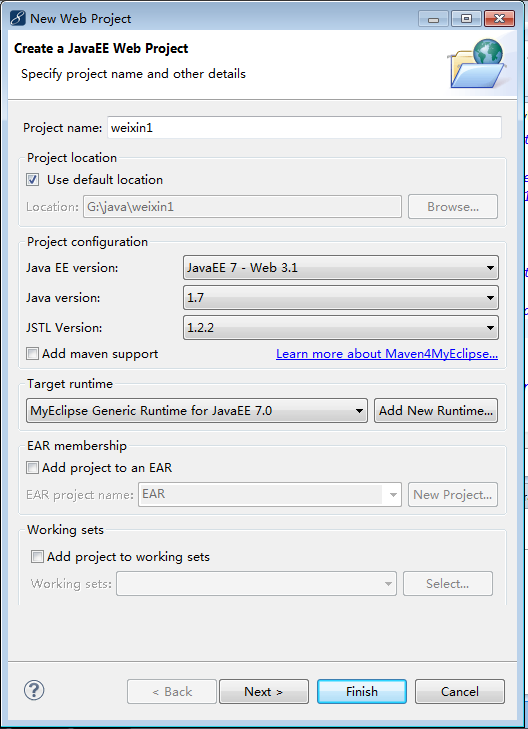 New Web Project
Create a JavaEE Web Project
Specify project name and other details
Project name: weixin1
Project location
Use default location
Location: G:\java\weixin1 Browse...
Project configuration
Java EE version: JavaEE 7 - Web 3.1
Java version: 1.7
JSTL Version: 1.2.2
Add maven support Learn more about Maven4MyEclipse...
Target runtime
MyEclipse Generic Runtime for JavaEE 7.0 Add New Runtime...
EAR membership
Add project to an EAR
EAR project name: EAR New Project...
Working sets
Add project to working sets
Working sets: Select...
? < Back Next > Finish Cancel